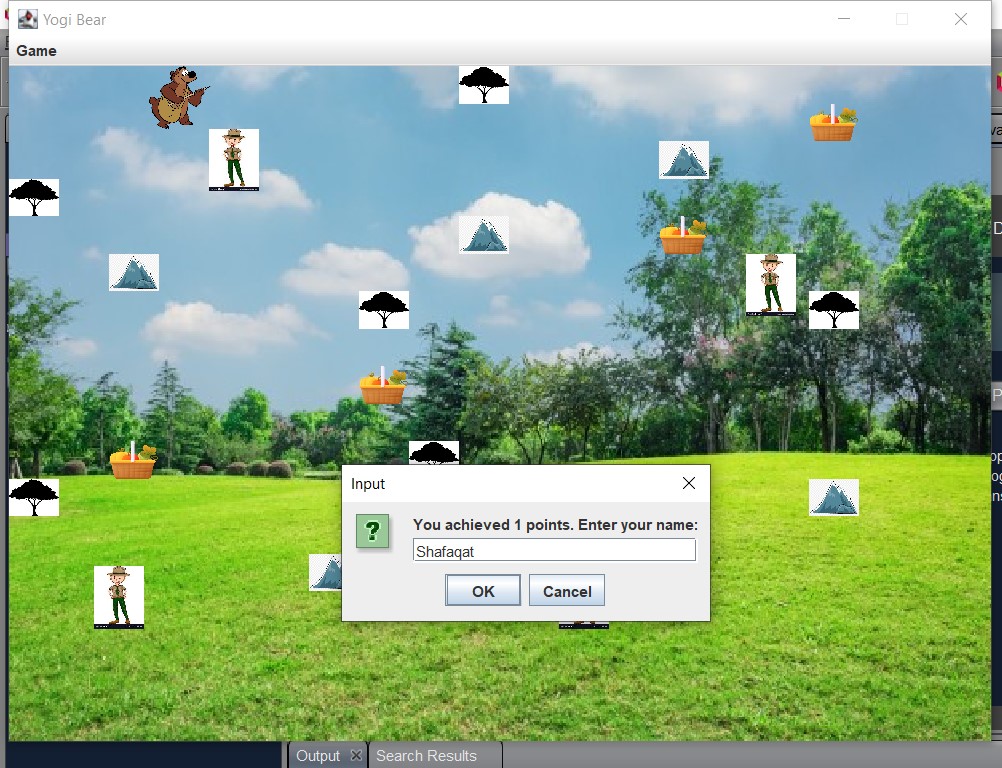 Yogi Bear
Game
Input
You achieved 1 points. Enter your name:
Shafaqat
OK
Cancel
Output
Search Results